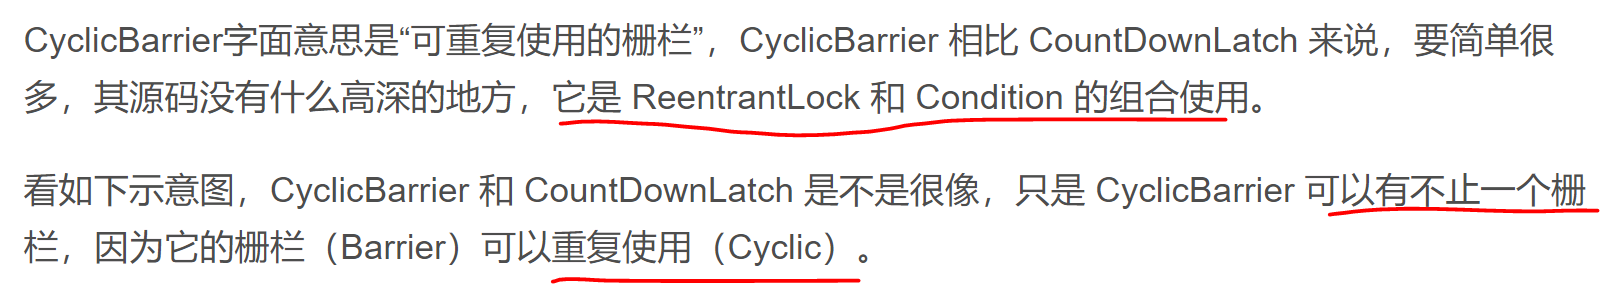 CyclicBarrier字面意思是“可重复使用的栅栏”，CyclicBarrier 相比 CountDownLatch 来说，要简单很
多，其源码没有什么高深的地方，它是 ReentrantLock 和 Condition 的组合使用。
看如下示意图，CyclicBarrier 和 CountDownLatch 是不是很像，只是 CyclicBarrier 可以有不止一个栅
栏，因为它的栅栏（Barrier）可以重复使用（Cyclic）。